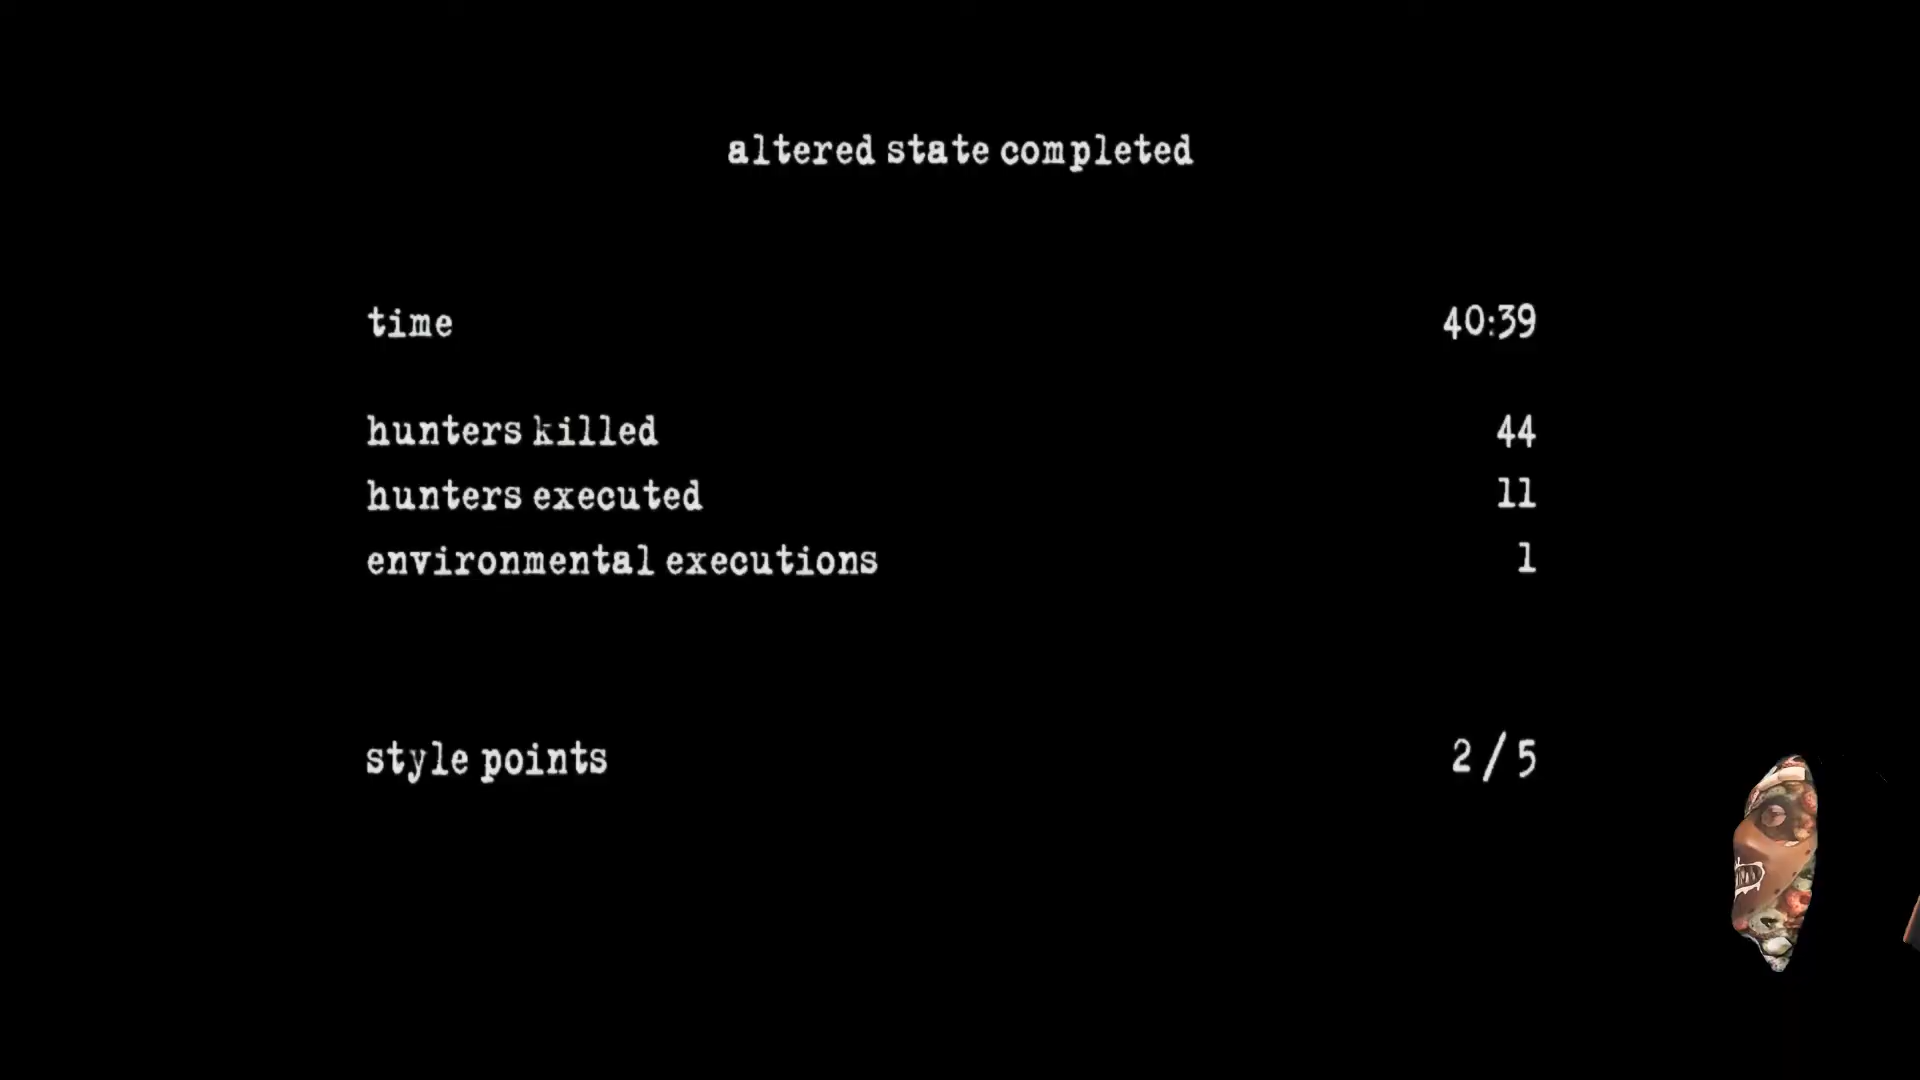 altered state completed
time 40:39
hunters killed 44
hunters executed 11
environmental executions 1
style points 2 / 5